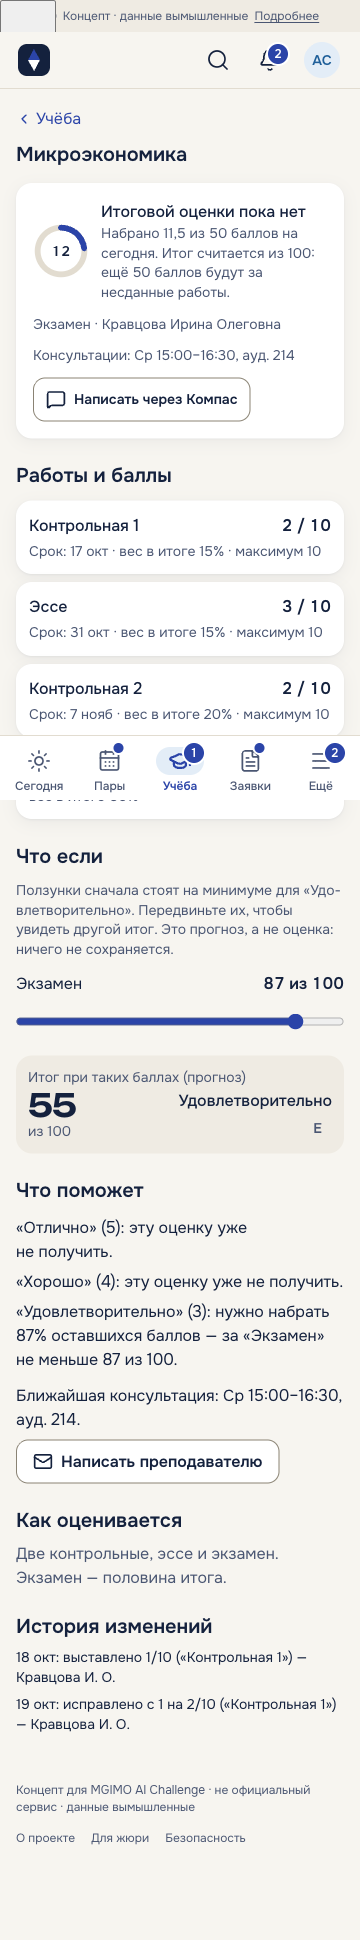 Концепт · данные вымышленные Подробнее
2
АС
Учёба
Микроэкономика
12
Итоговой оценки пока нет
Набрано 11,5 из 50 баллов на
сегодня. Итог считается из 100:
ещё 50 баллов будут за
несданные работы.
Экзамен · Кравцова Ирина Олеговна
Консультации: Ср 15:00–16:30, ауд. 214
Написать через Компас
Работы и баллы
Контрольная 1 2 / 10
Срок: 17 окт · вес в итоге 15% · максимум 10
Эссе 3 / 10
Срок: 31 окт · вес в итоге 15% · максимум 10
Контрольная 2 2 / 10
Срок: 7 нояб · вес в итоге 20% · максимум 10
1 2
Сегодня Пары Учёба Заявки Ещё
Что если
Ползунки сначала стоят на минимуме для «Удо-
влетворительно». Передвиньте их, чтобы
увидеть другой итог. Это прогноз, а не оценка:
ничего не сохраняется.
Экзамен 87 из 100
Итог при таких баллах (прогноз)
55 Удовлетворительно
из 100 E
Что поможет
«Отлично» (5): эту оценку уже
не получить.
«Хорошо» (4): эту оценку уже не получить.
«Удовлетворительно» (3): нужно набрать
87% оставшихся баллов — за «Экзамен»
не меньше 87 из 100.
Ближайшая консультация: Ср 15:00–16:30,
ауд. 214.
Написать преподавателю
Как оценивается
Две контрольные, эссе и экзамен.
Экзамен — половина итога.
История изменений
18 окт: выставлено 1/10 («Контрольная 1») —
Кравцова И. О.
19 окт: исправлено с 1 на 2/10 («Контрольная 1»)
— Кравцова И. О.
Концепт для MGIMO AI Challenge · не официальный
сервис · данные вымышленные
О проекте Для жюри Безопасность